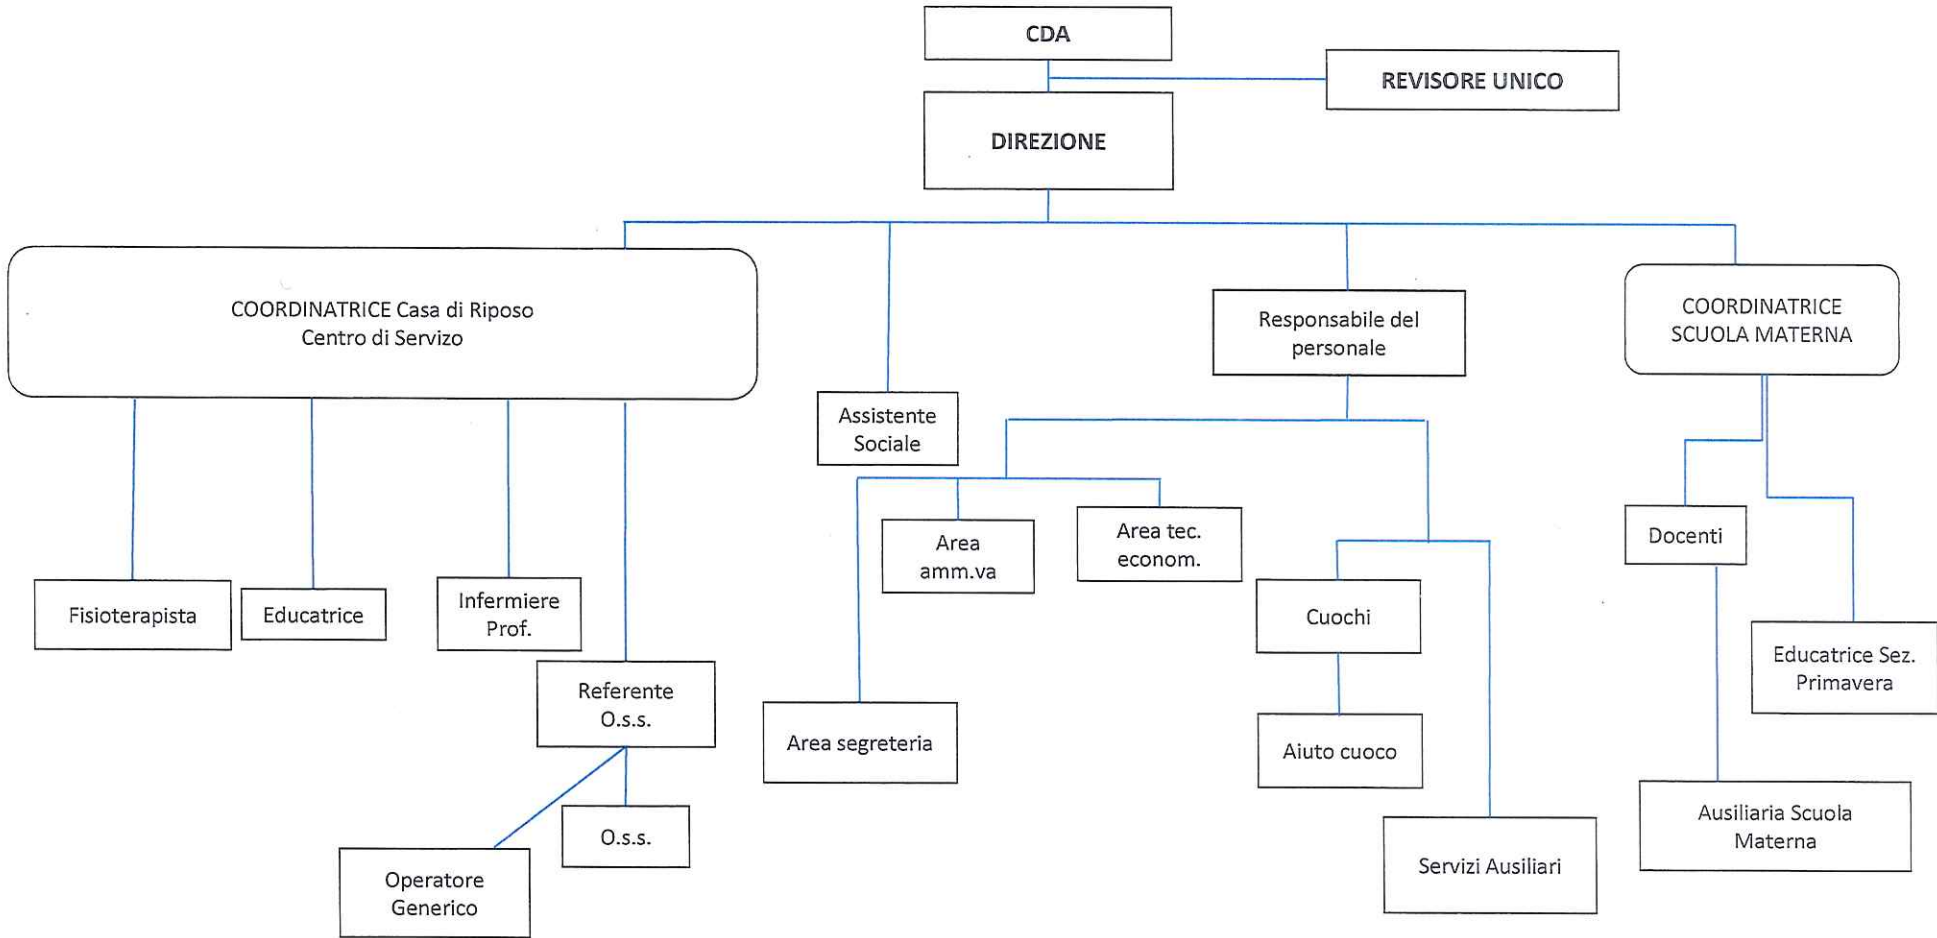 CDA
REVISORE UNICO
DIREZIONE
COORDINATRICE Casa di Riposo
Centro di Servizo
Assistente
Sociale
Responsabile del
personale
COORDINATRICE
SCUOLA MATERNA
Fisioterapista
Educatrice
Infermiere
Prof.
Referente
O.s.s.
Operatore
Generico
O.s.s.
Area segreteria
Area
amm.va
Area tec.
econom.
Cuochi
Aiuto cuoco
Servizi Ausiliari
Docenti
Educatrice Sez.
Primavera
Ausiliaria Scuola
Materna